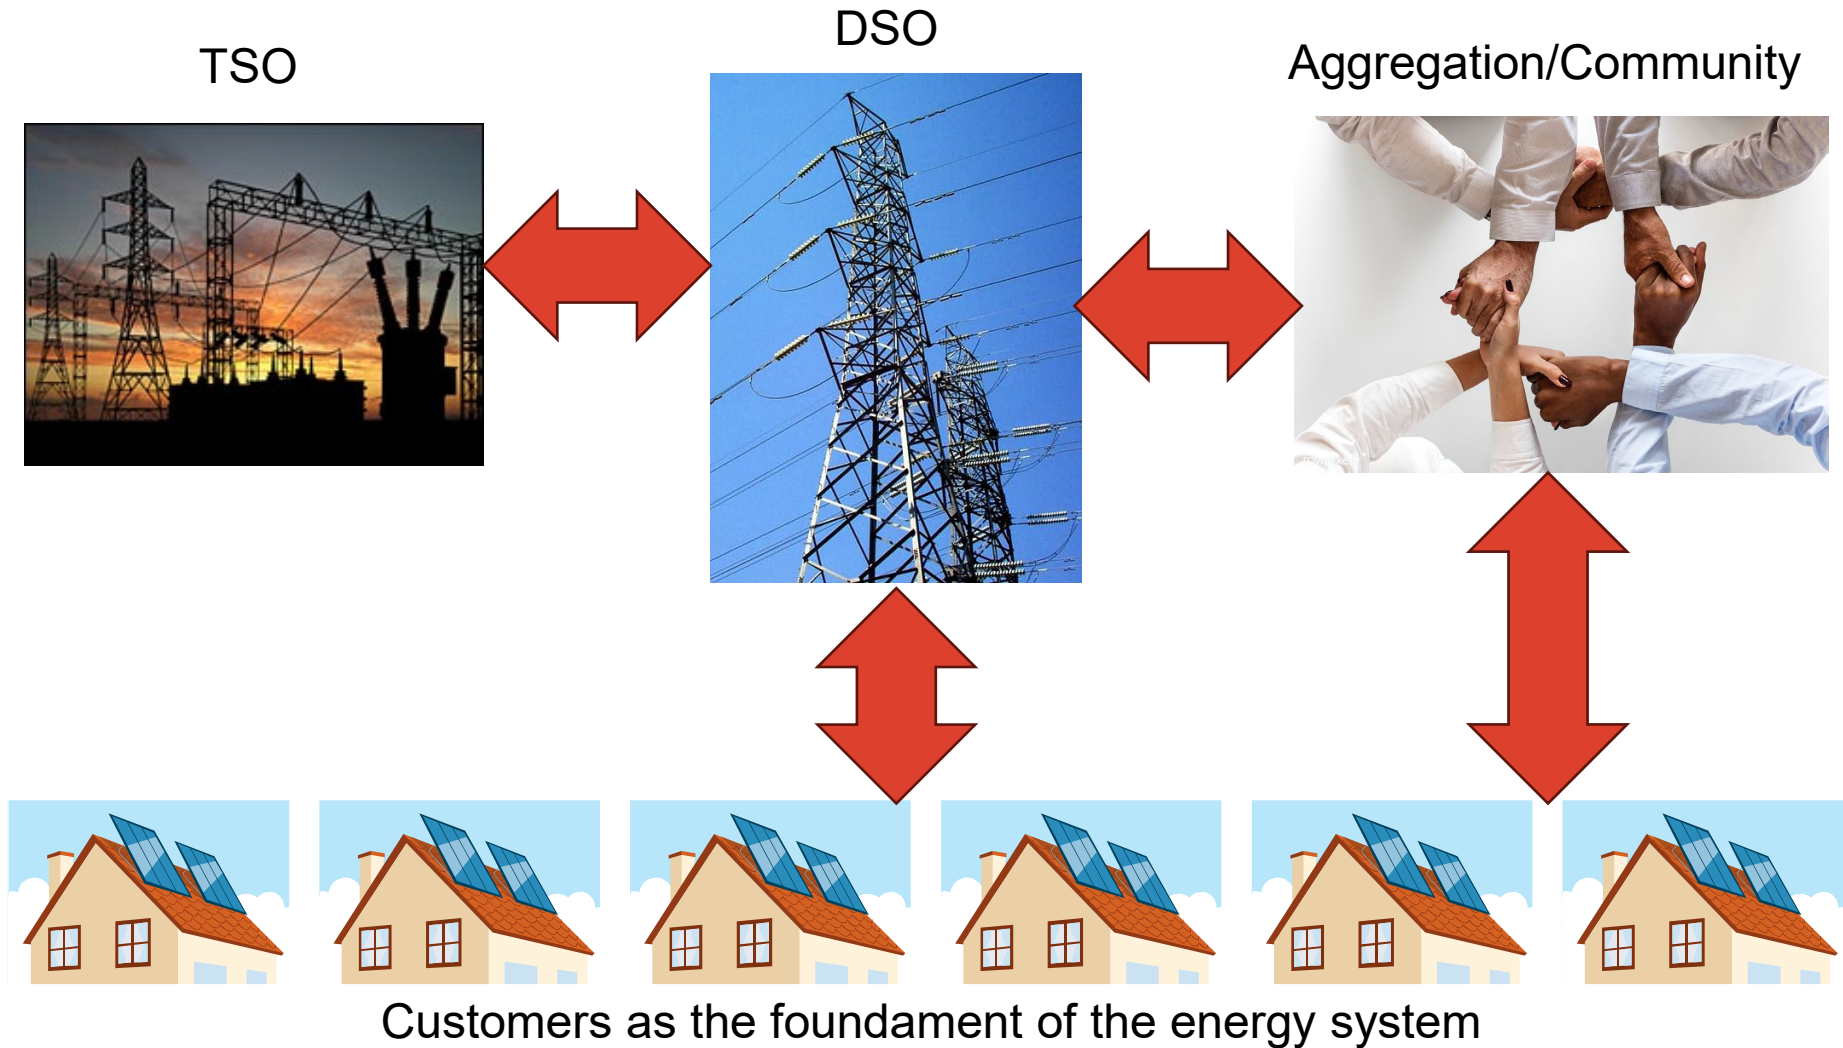 TSO
DSO
Aggregation/Community
Customers as the foundament of the energy system